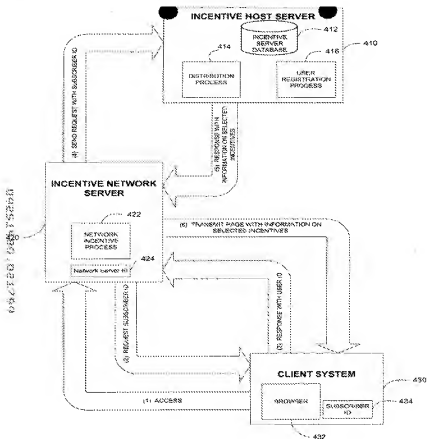 INCENTIVE HOST SERVER
INCENTIVE
SERVER
DATABASE
412
414
416
410
DISTRIBUTION
PROCESS
USER
REGISTRATION
PROCESS
(4) SEND REQUEST WITH SUBSCRIBER ID
(5) RESPONSE WITH
INFORMATION ON SELECTED
INCENTIVES
INCENTIVE NETWORK
SERVER
422
NETWORK
INCENTIVE
PROCESS
424
Network Server ID
(6) TRANSMIT PAGE WITH INFORMATION ON
SELECTED INCENTIVES
(2) REQUEST SUBSCRIBER ID
(3) RESPONSE WITH USER ID
CLIENT SYSTEM
430
BROWSER
SUBSCRIBER
ID
434
(1) ACCESS
432